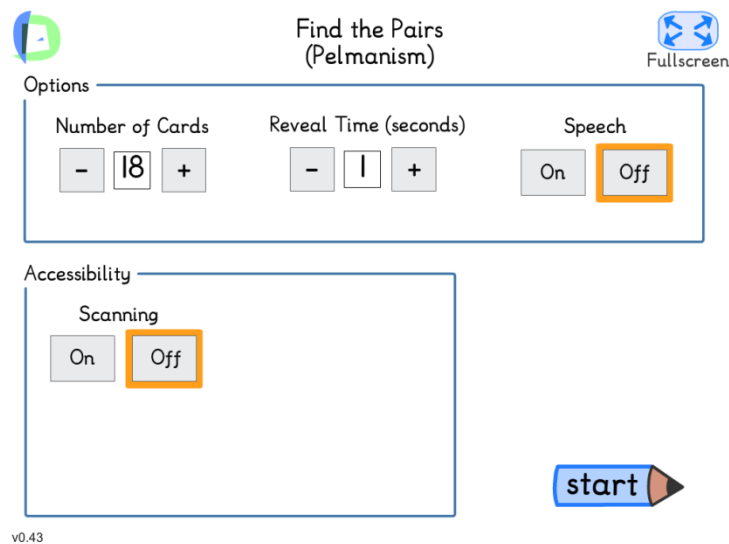 Find the Pairs
(Pelmanism)
Fullscreen
Options
Number of Cards
Reveal Time (seconds)
Speech
- 18 +
- 1 +
On Off
Accessibility
Scanning
On Off
start
v0.43